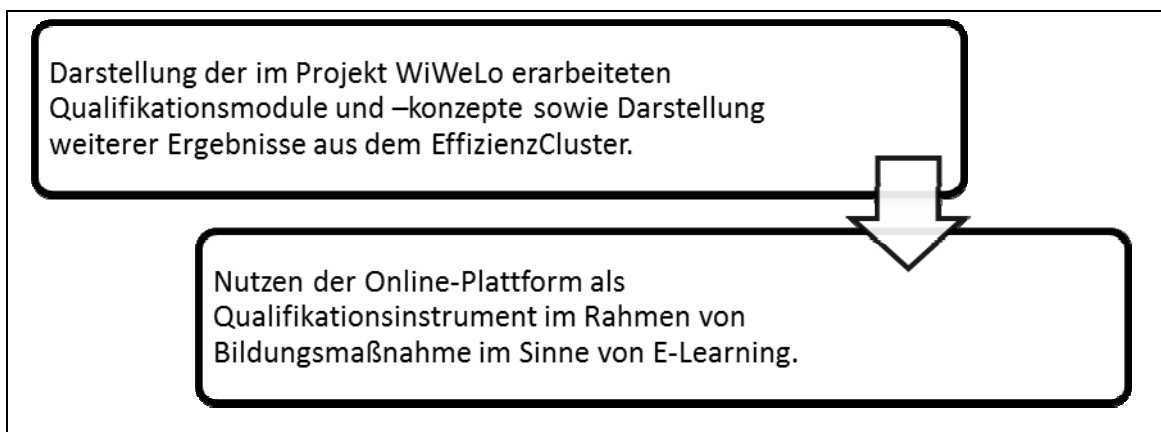 Darstellung der im Projekt WiWeLo erarbeiteten
Qualifikationsmodule und –konzepte sowie Darstellung
weiterer Ergebnisse aus dem EffizienzCluster.
Nutzen der Online-Plattform als
Qualifikationsinstrument im Rahmen von
Bildungsmaßnahme im Sinne von E-Learning.